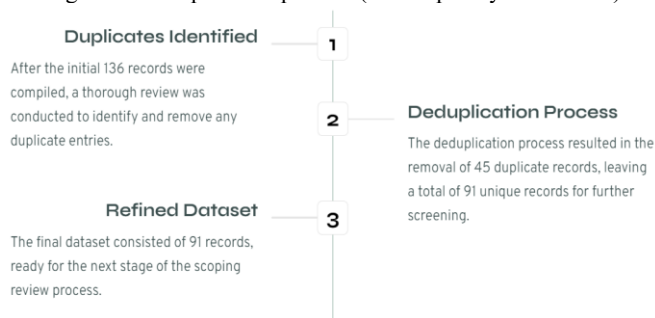 Duplicates Identified
1
After the initial 136 records were
compiled, a thorough review was
conducted to identify and remove any
duplicate entries.
2
Deduplication Process
The deduplication process resulted in the
removal of 45 duplicate records, leaving
a total of 91 unique records for further
screening.
Refined Dataset
3
The final dataset consisted of 91 records,
ready for the next stage of the scoping
review process.